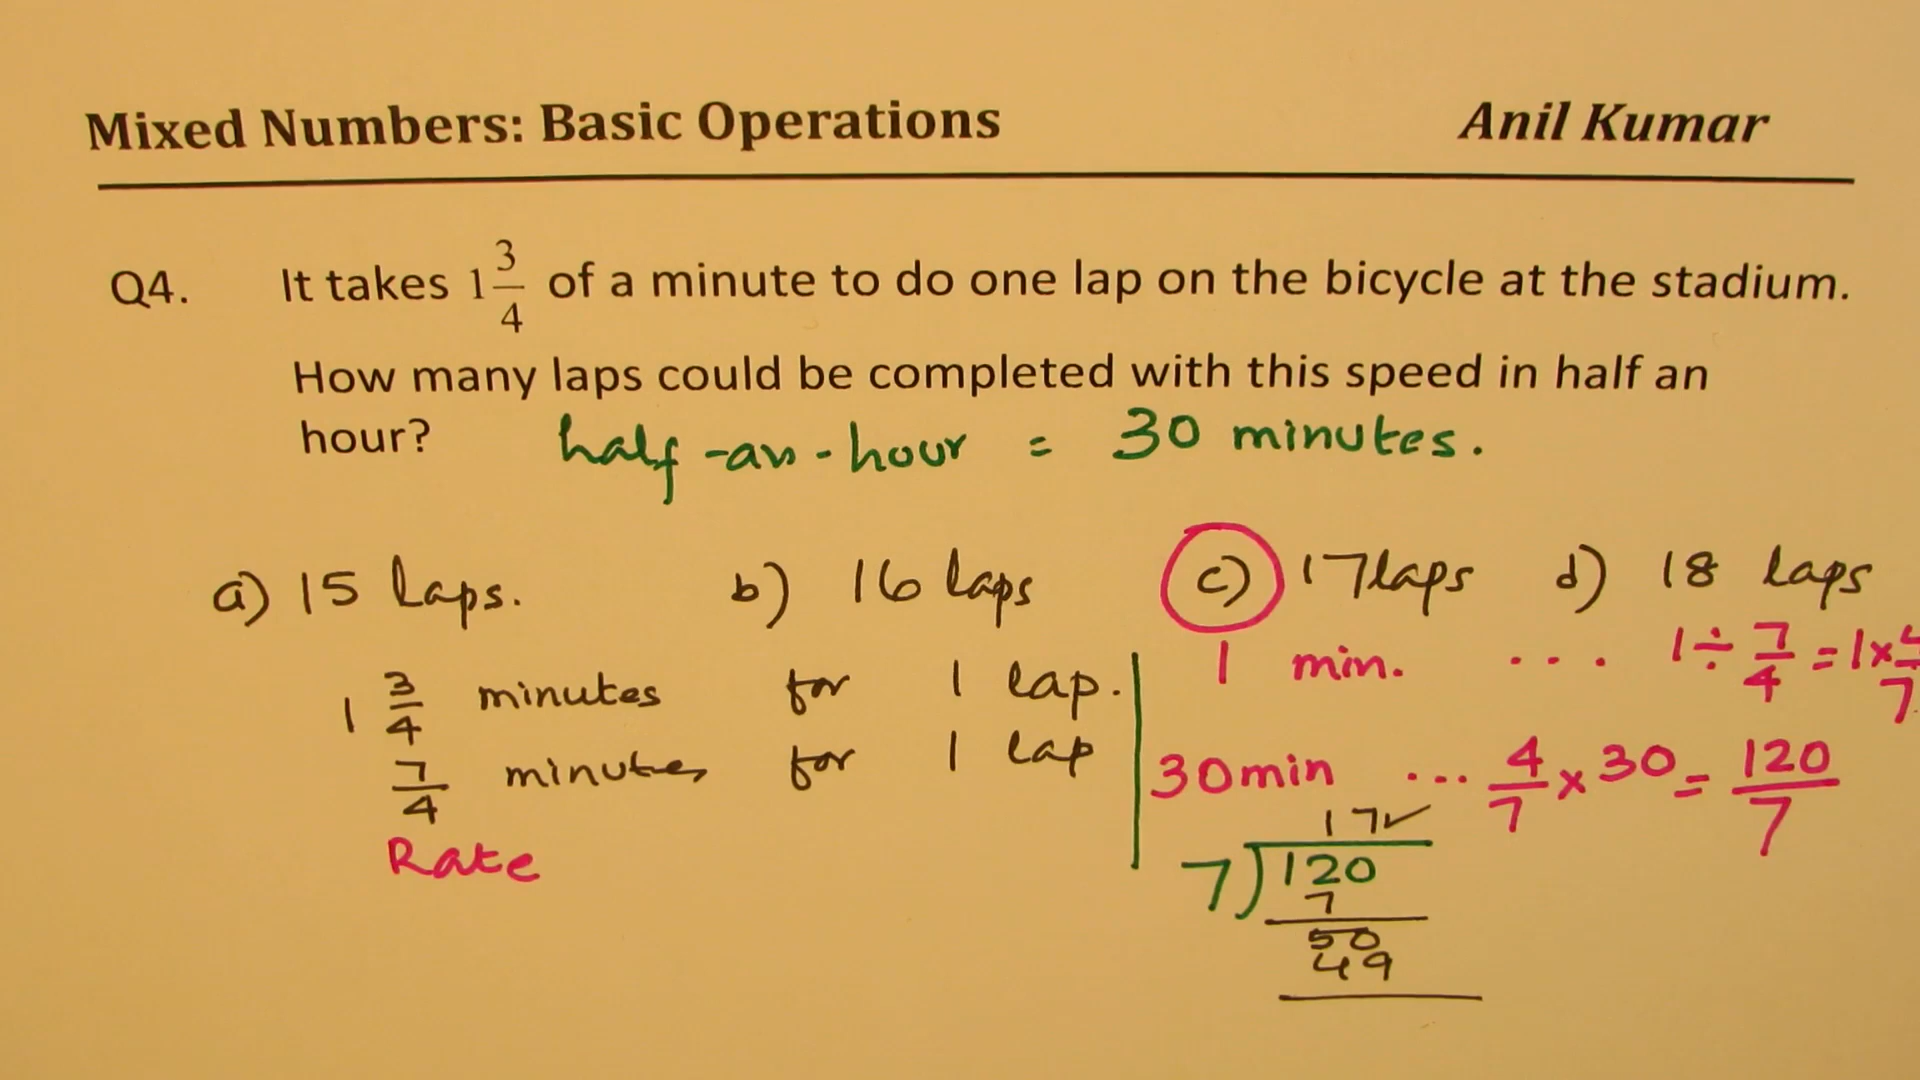 Mixed Numbers: Basic Operations Anil Kumar
Q4. It takes 1 3/4 of a minute to do one lap on the bicycle at the stadium.
How many laps could be completed with this speed in half an
hour? half-an-hour = 30 minutes.
a) 15 laps. b) 16 laps c) 17 laps d) 18 laps
1 3/4 minutes for 1 lap.
7/4 minutes for 1 lap
Rate
1 min. ... 1 ÷ 7/4 = 1 × 4/7
30 min ... 4/7 × 30 = 120/7
17 ✓
7)120
7
50
49